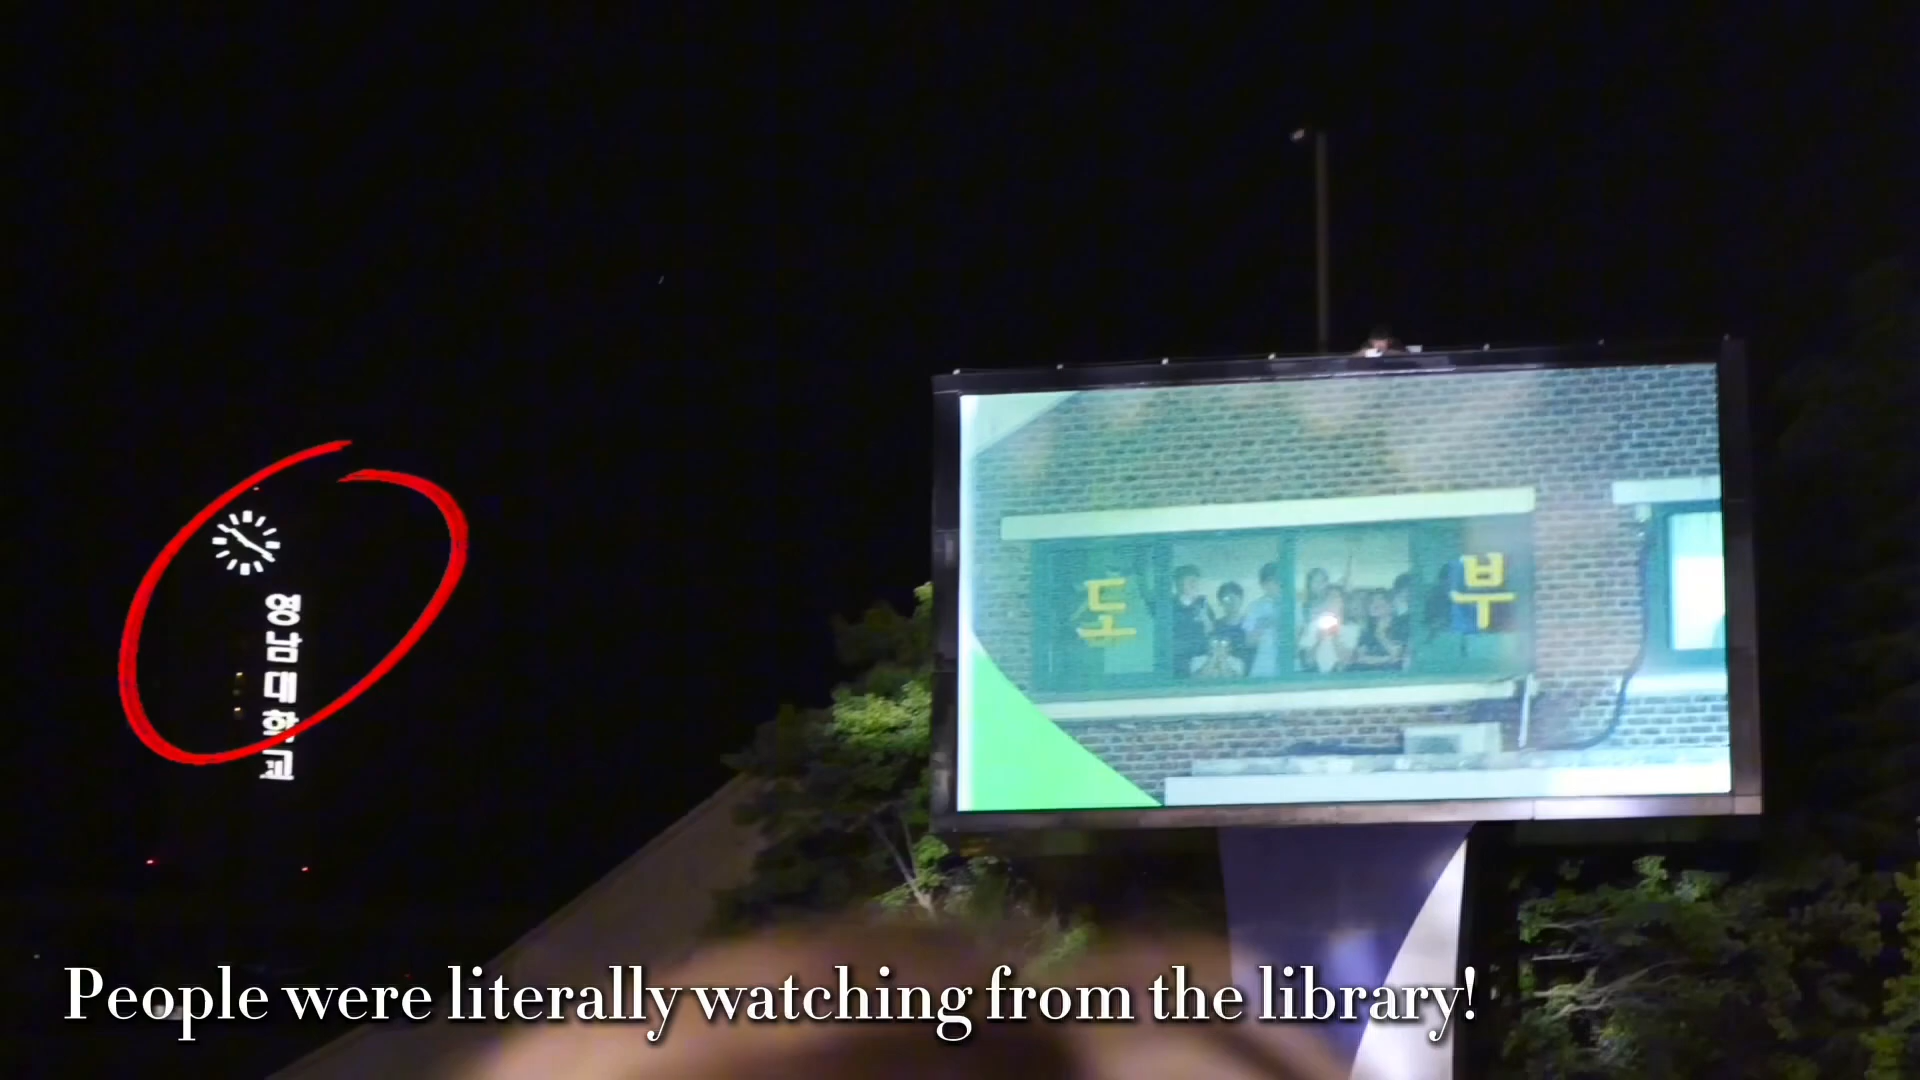 영남대학교
도 부
People were literally watching from the library!